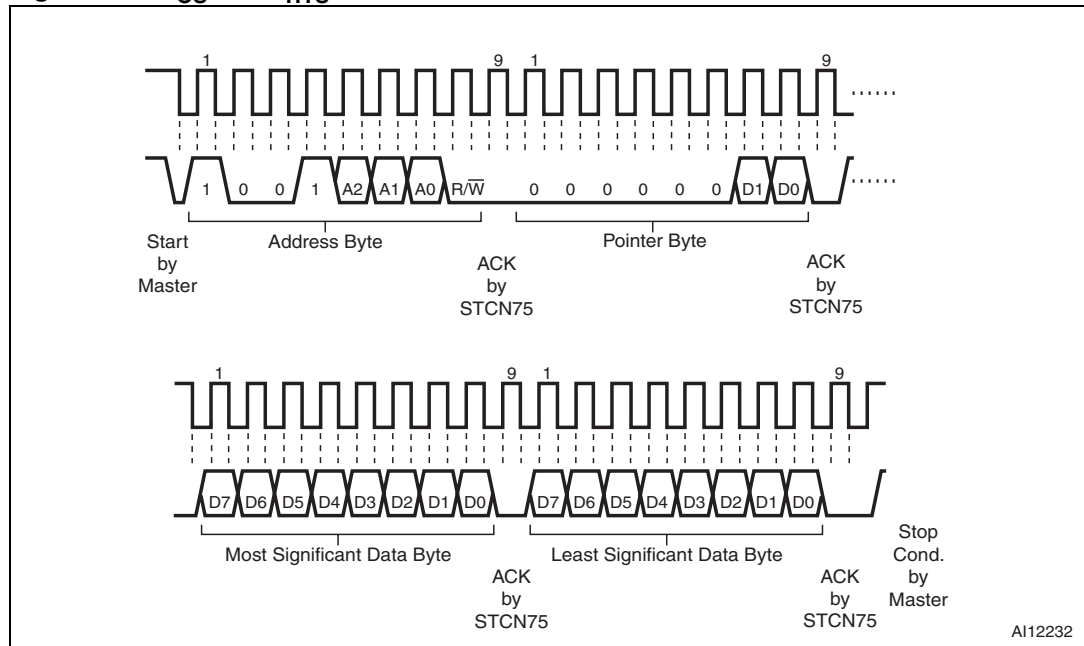 1 9 1 9
1 0 0 1 A2 A1 A0 R/W̅ 0 0 0 0 0 0 D1 D0
Address Byte Pointer Byte
Start
by
Master
ACK
by
STCN75
ACK
by
STCN75
1 9 1 9
D7 D6 D5 D4 D3 D2 D1 D0 D7 D6 D5 D4 D3 D2 D1 D0
Most Significant Data Byte Least Significant Data Byte
ACK
by
STCN75
ACK
by
STCN75
Stop
Cond.
by
Master
AI12232